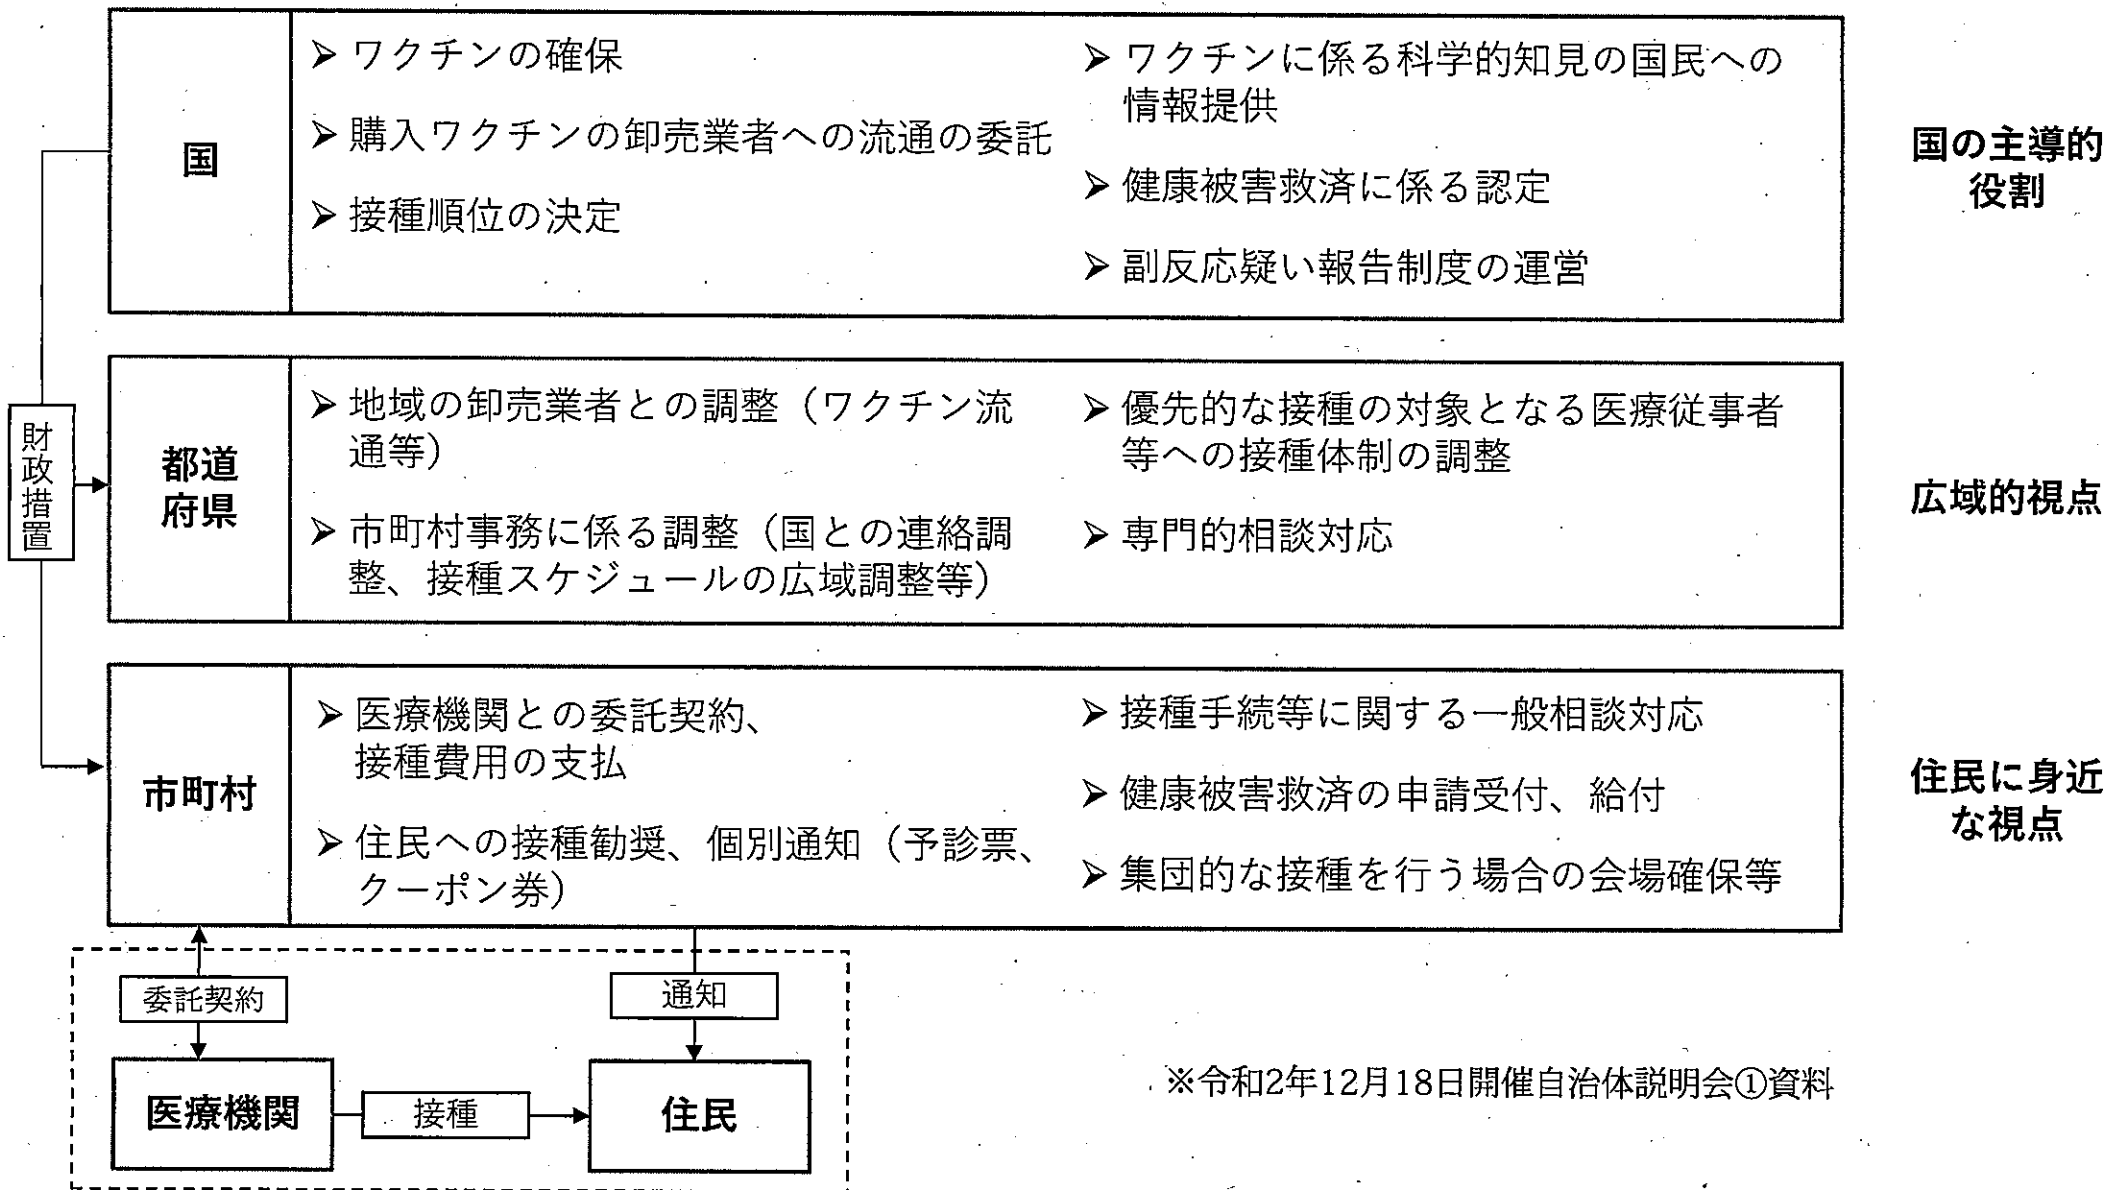 国
➤ ワクチンの確保
➤ 購入ワクチンの卸売業者への流通の委託
➤ 接種順位の決定
➤ ワクチンに係る科学的知見の国民への
情報提供
➤ 健康被害救済に係る認定
➤ 副反応疑い報告制度の運営
国の主導的
役割
財政措置
都道
府県
➤ 地域の卸売業者との調整（ワクチン流
通等）
➤ 市町村事務に係る調整（国との連絡調
整、接種スケジュールの広域調整等）
➤ 優先的な接種の対象となる医療従事者
等への接種体制の調整
➤ 専門的相談対応
広域的視点
市町村
➤ 医療機関との委託契約、
接種費用の支払
➤ 住民への接種勧奨、個別通知（予診票、
クーポン券）
➤ 接種手続等に関する一般相談対応
➤ 健康被害救済の申請受付、給付
➤ 集団的な接種を行う場合の会場確保等
住民に身近
な視点
委託契約
通知
医療機関
接種
住民
※令和2年12月18日開催自治体説明会①資料